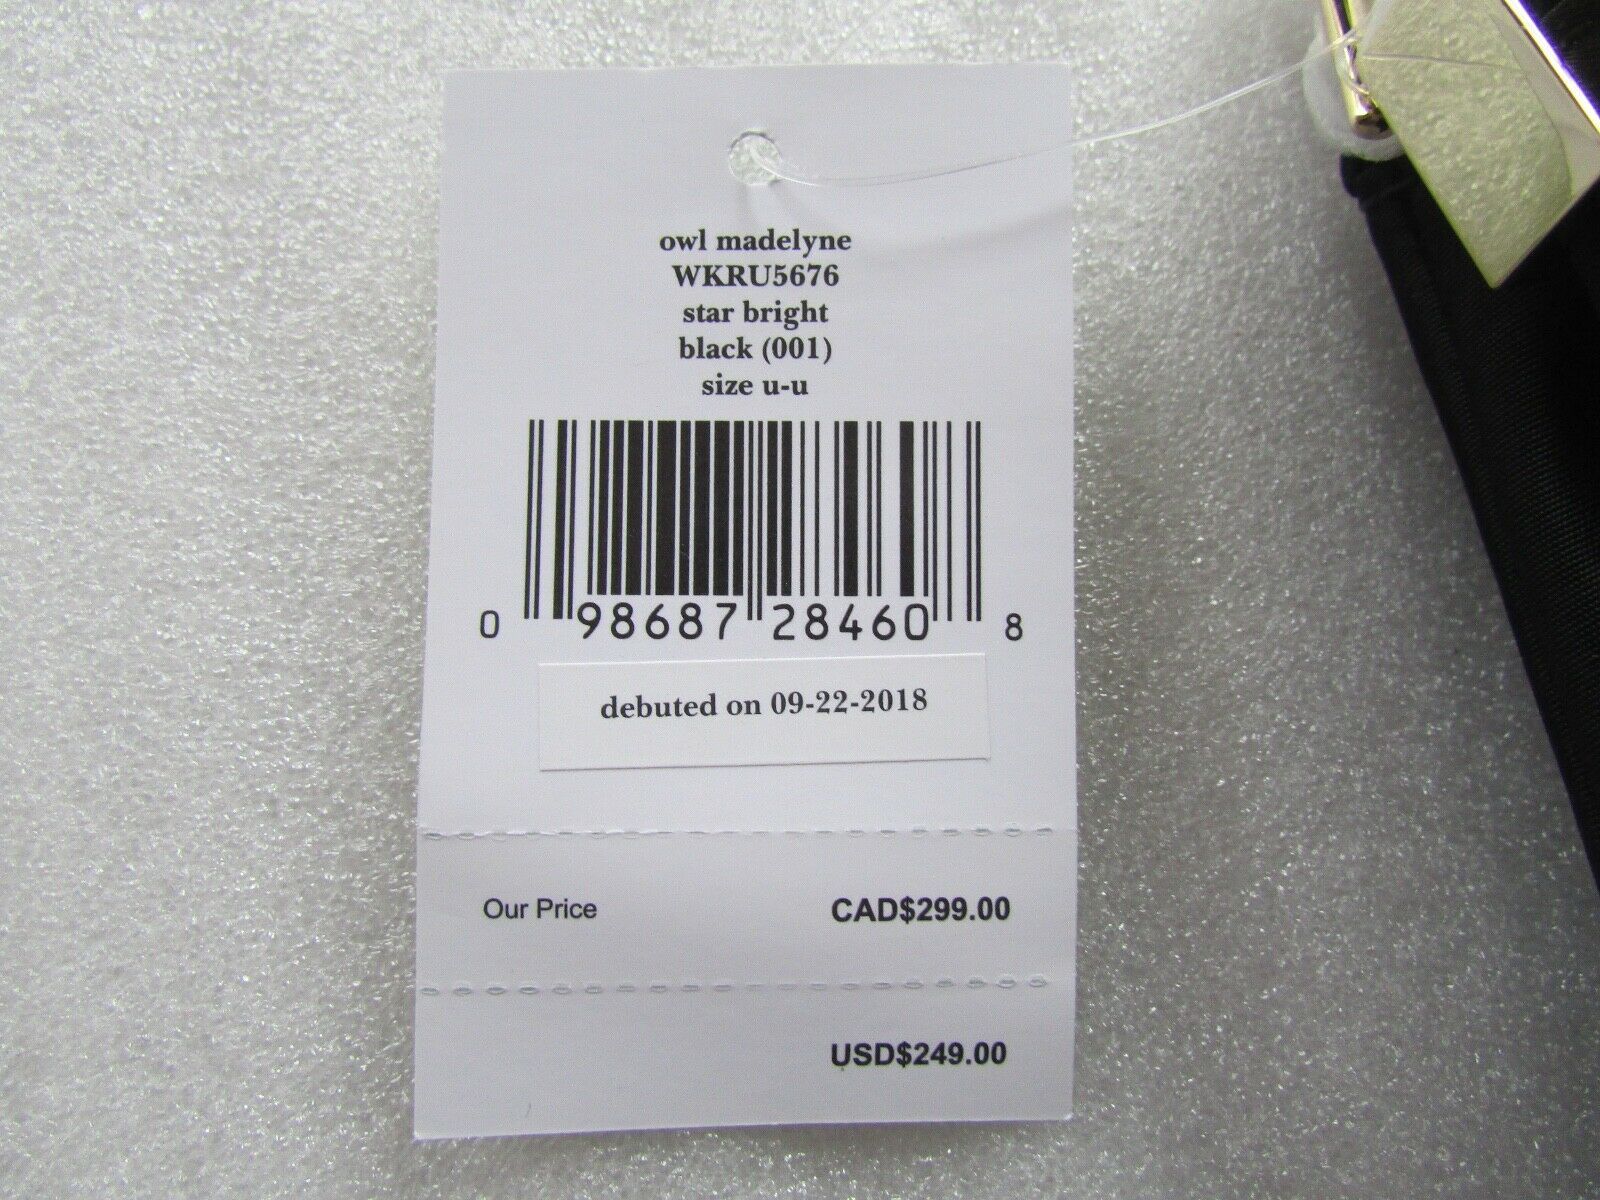 owl madelyne
WKRU5676
star bright
black (001)
size u-u
0 98687 28460 8
debuted on 09-22-2018
Our Price CAD$299.00
USD$249.00